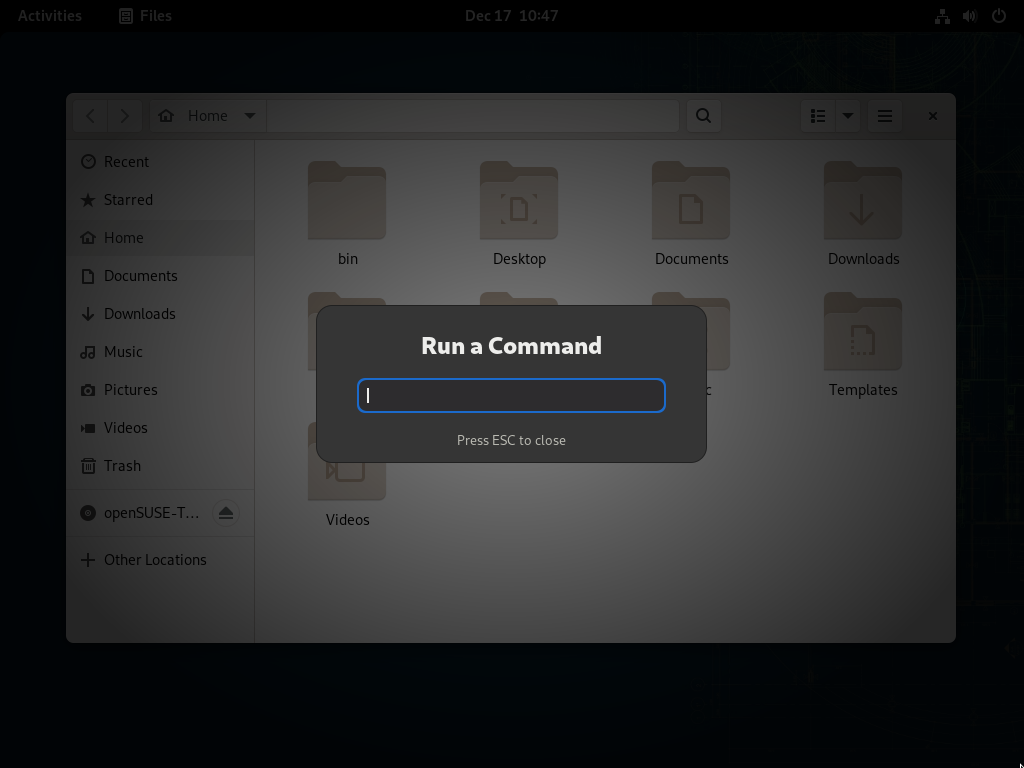 Activities
Files
Dec 17 10:47
Home
Recent
Starred
Home
Documents
Downloads
Music
Pictures
Videos
Trash
openSUSE-T…
Other Locations
bin
Desktop
Documents
Downloads
Templates
Videos
Run a Command
Press ESC to close